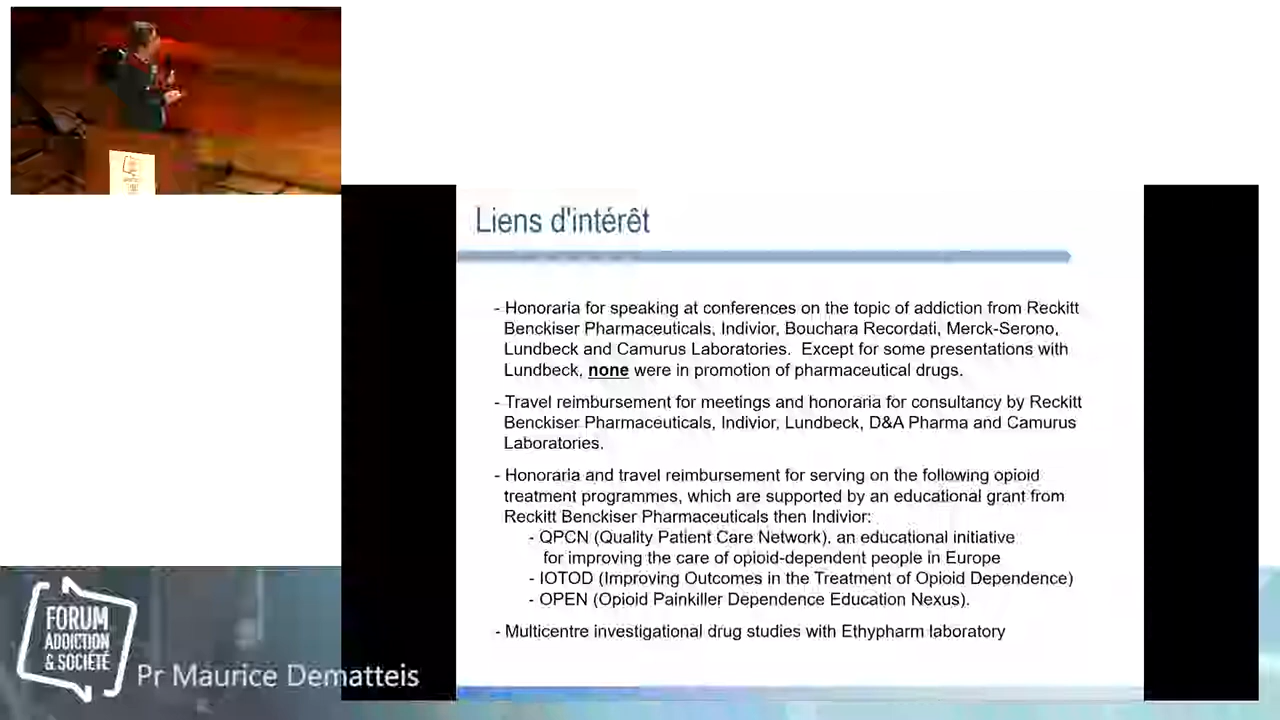 Liens d'intérêt
- Honoraria for speaking at conferences on the topic of addiction from Reckitt
Benckiser Pharmaceuticals, Indivior, Bouchara Recordati, Merck-Serono,
Lundbeck and Camurus Laboratories. Except for some presentations with
Lundbeck, none were in promotion of pharmaceutical drugs.
- Travel reimbursement for meetings and honoraria for consultancy by Reckitt
Benckiser Pharmaceuticals, Indivior, Lundbeck, D&A Pharma and Camurus
Laboratories.
- Honoraria and travel reimbursement for serving on the following opioid
treatment programmes, which are supported by an educational grant from
Reckitt Benckiser Pharmaceuticals then Indivior:
- QPCN (Quality Patient Care Network), an educational initiative
for improving the care of opioid-dependent people in Europe
- IOTOD (Improving Outcomes in the Treatment of Opioid Dependence)
- OPEN (Opioid Painkiller Dependence Education Nexus).
- Multicentre investigational drug studies with Ethypharm laboratory
FORUM
ADDICTION
& SOCIÉTÉ
Pr Maurice Dematteis